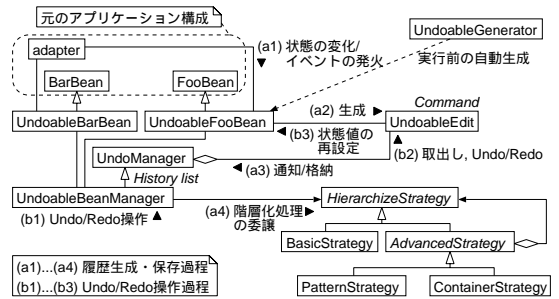 元のアプリケーション構成
UndoableGenerator
adapter
(a1) 状態の変化/
イベントの発火
実行前の自動生成
BarBean
FooBean
Command
(a2) 生成
UndoableBarBean
UndoableFooBean
UndoableEdit
(b3) 状態値の
再設定
(b2) 取出し, Undo/Redo
UndoManager
(a3) 通知/格納
History list
UndoableBeanManager
HierarchizeStrategy
(b1) Undo/Redo操作
(a4) 階層化処理
の委譲
BasicStrategy
AdvancedStrategy
(a1)...(a4) 履歴生成・保存過程
(b1)...(b3) Undo/Redo操作過程
PatternStrategy
ContainerStrategy